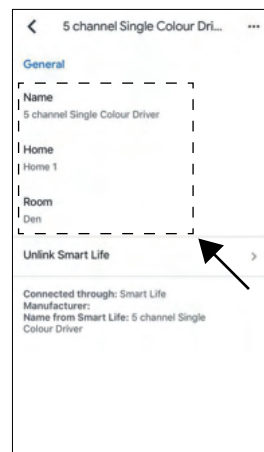 5 channel Single Colour Dri...
General
Name
5 channel Single Colour Driver
Home
Home 1
Room
Den
Unlink Smart Life
Connected through: Smart Life
Manufacturer:
Name from Smart Life: 5 channel Single
Colour Driver